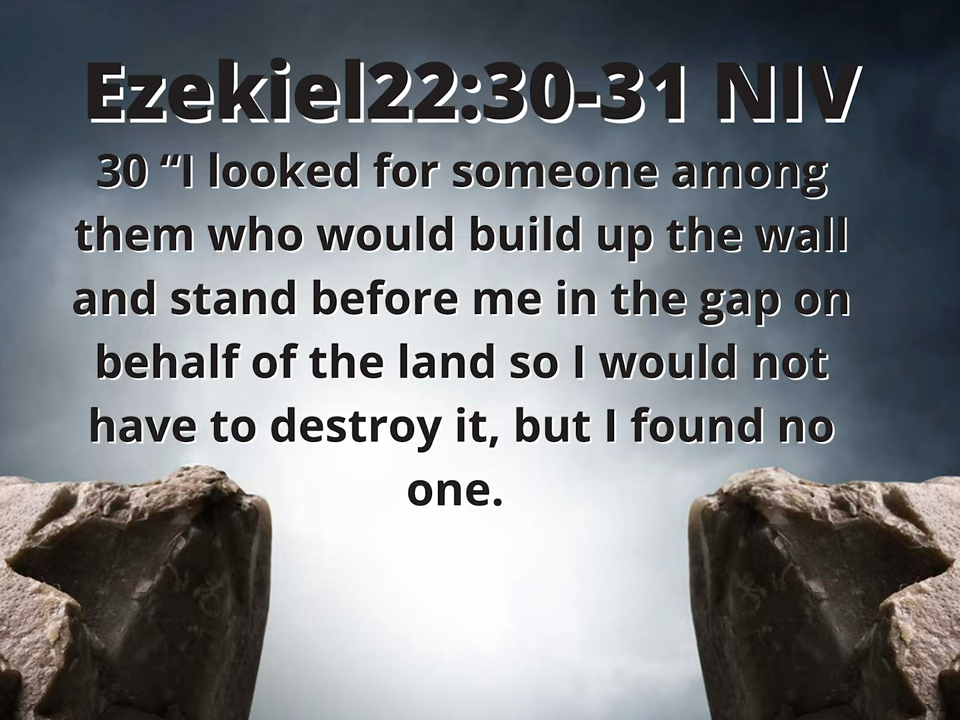 Ezekiel22:30-31 NIV
30 “I looked for someone among
them who would build up the wall
and stand before me in the gap on
behalf of the land so I would not
have to destroy it, but I found no
one.